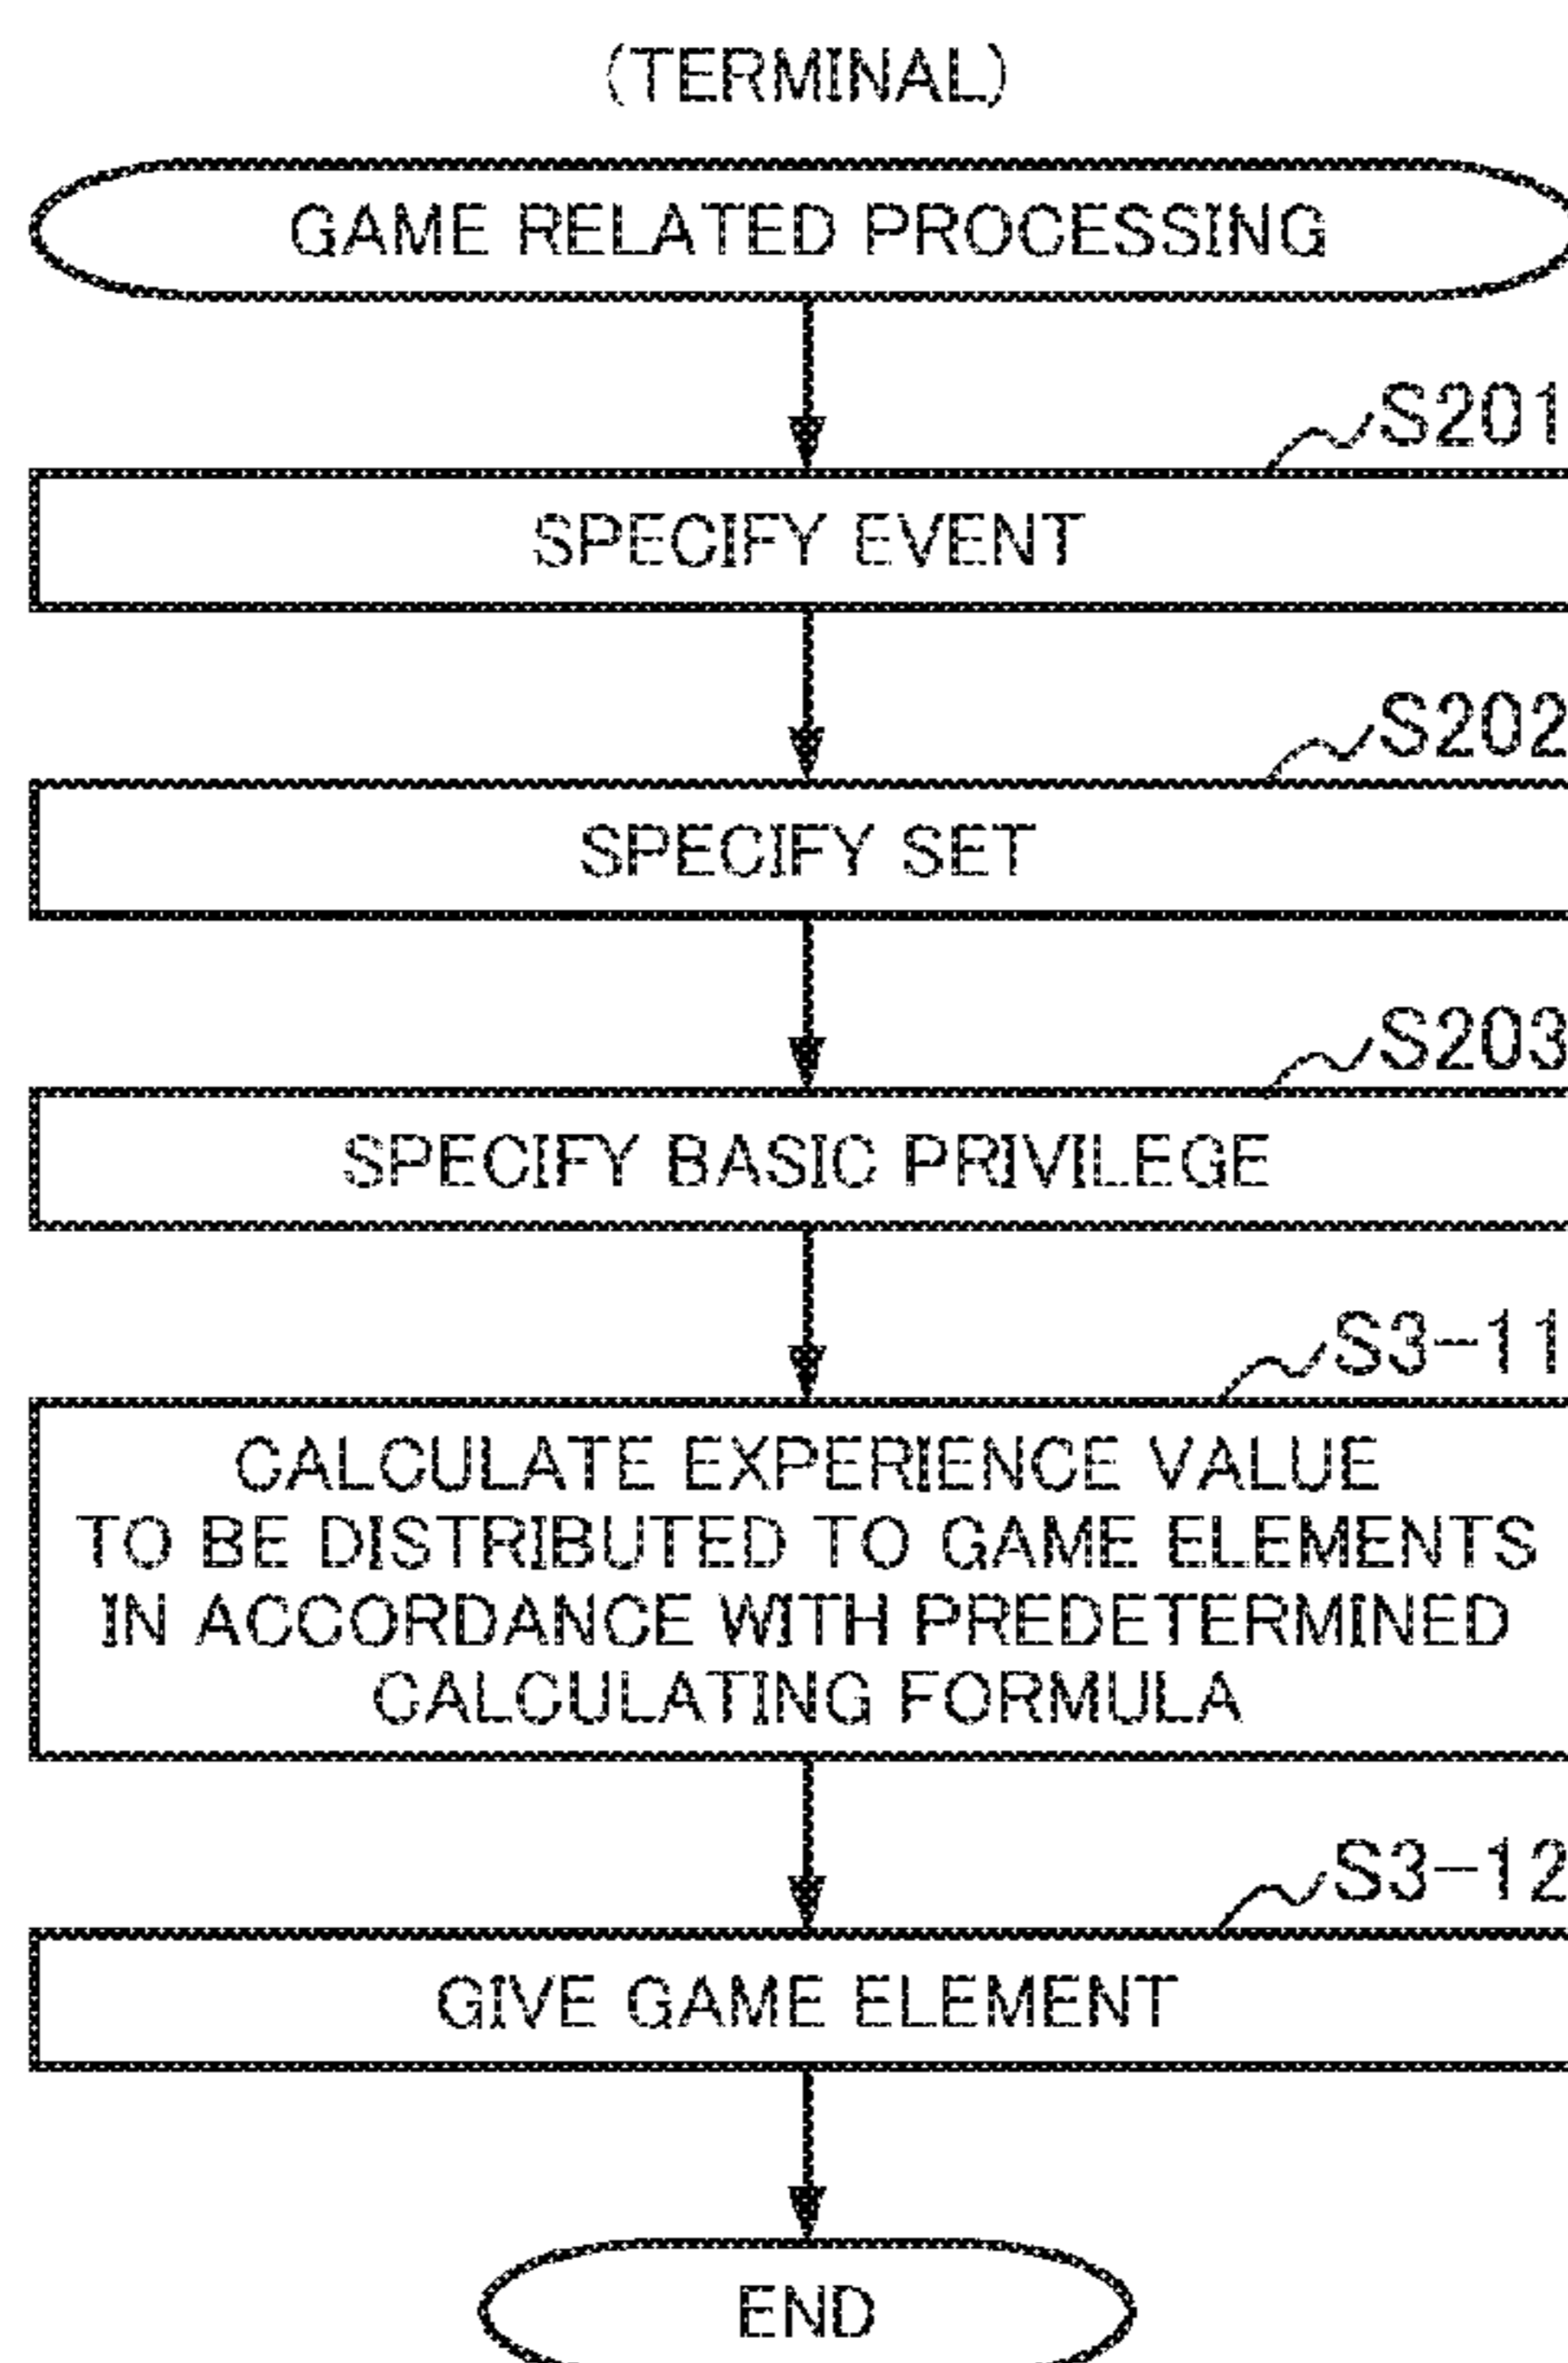 (TERMINAL)
GAME RELATED PROCESSING
S201
SPECIFY EVENT
S202
SPECIFY SET
S203
SPECIFY BASIC PRIVILEGE
S3-11
CALCULATE EXPERIENCE VALUE
TO BE DISTRIBUTED TO GAME ELEMENTS
IN ACCORDANCE WITH PREDETERMINED
CALCULATING FORMULA
S3-12
GIVE GAME ELEMENT
END